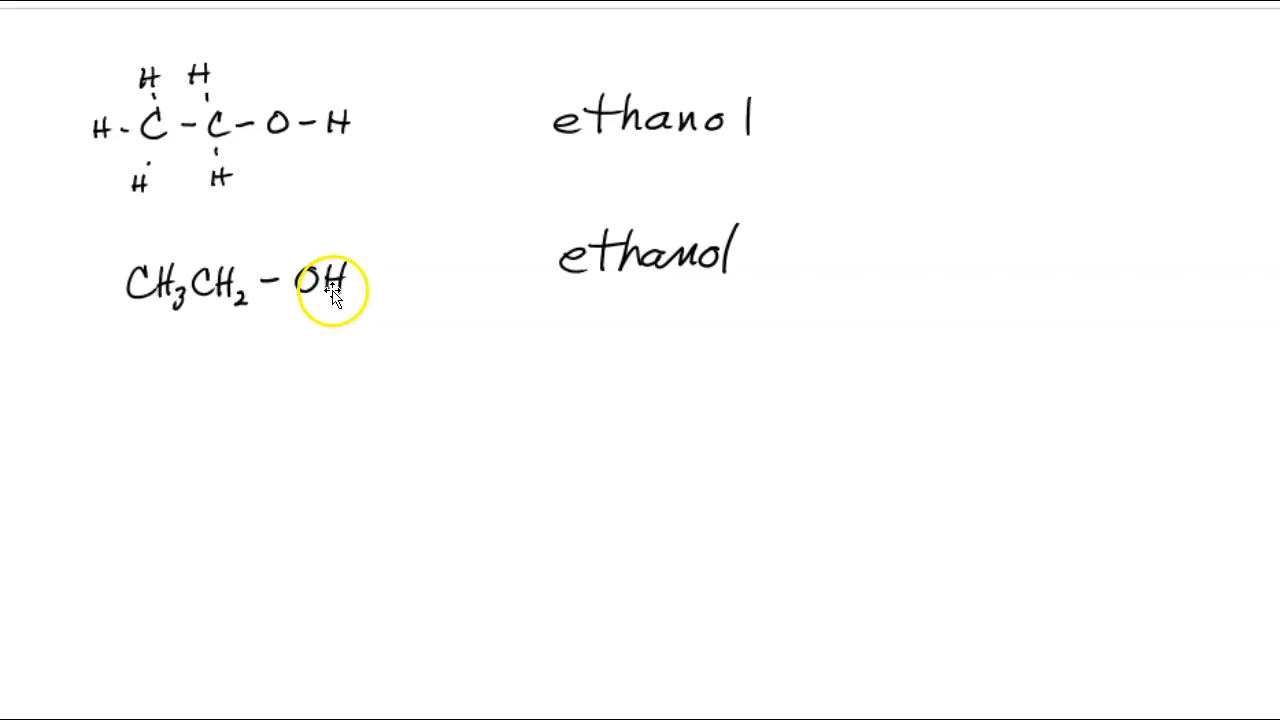 H H
H - C - C - O - H ethanol
H H
CH₃CH₂ - OH ethanol